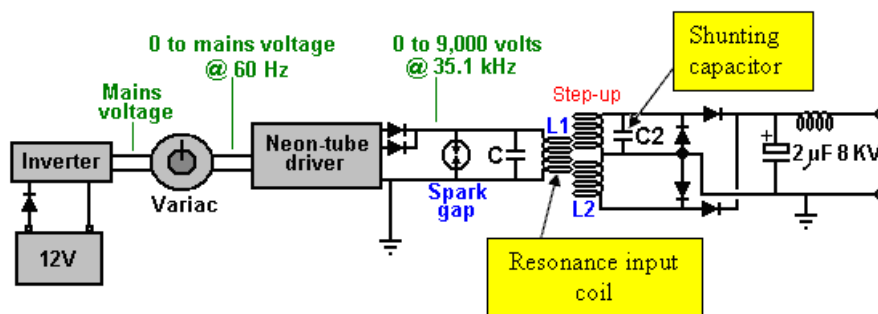 0 to mains voltage
@ 60 Hz
0 to 9,000 volts
@ 35.1 kHz
Shunting
capacitor
Mains
voltage
Step-up
L1
Inverter
Variac
Neon-tube
driver
Spark
gap
C
C2
L2
+
2 µF 8 KV
12V
Resonance input
coil